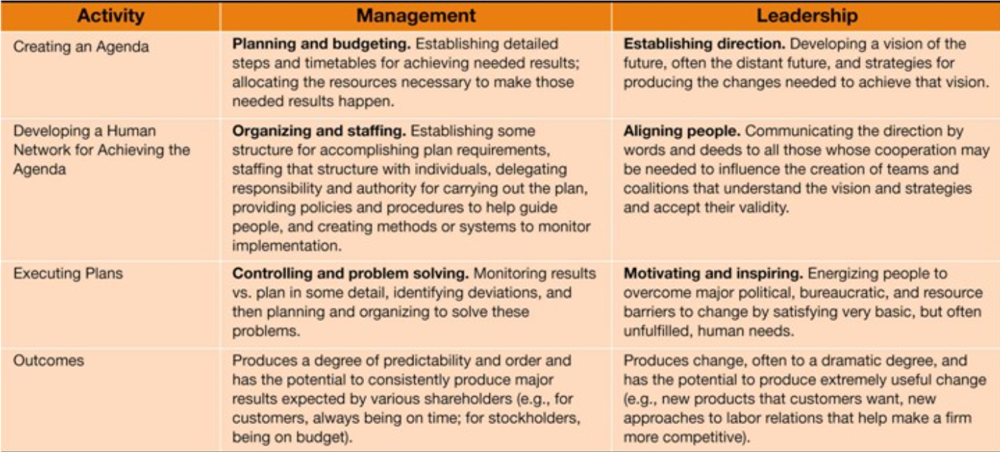 Activity
Management
Leadership
Creating an Agenda
Planning and budgeting. Establishing detailed
steps and timetables for achieving needed results;
allocating the resources necessary to make those
needed results happen.
Establishing direction. Developing a vision of the
future, often the distant future, and strategies for
producing the changes needed to achieve that vision.
Developing a Human
Network for Achieving the
Agenda
Organizing and staffing. Establishing some
structure for accomplishing plan requirements,
staffing that structure with individuals, delegating
responsibility and authority for carrying out the plan,
providing policies and procedures to help guide
people, and creating methods or systems to monitor
implementation.
Aligning people. Communicating the direction by
words and deeds to all those whose cooperation may
be needed to influence the creation of teams and
coalitions that understand the vision and strategies
and accept their validity.
Executing Plans
Controlling and problem solving. Monitoring results
vs. plan in some detail, identifying deviations, and
then planning and organizing to solve these
problems.
Motivating and inspiring. Energizing people to
overcome major political, bureaucratic, and resource
barriers to change by satisfying very basic, but often
unfulfilled, human needs.
Outcomes
Produces a degree of predictability and order and
has the potential to consistently produce major
results expected by various shareholders (e.g., for
customers, always being on time; for stockholders,
being on budget).
Produces change, often to a dramatic degree, and
has the potential to produce extremely useful change
(e.g., new products that customers want, new
approaches to labor relations that help make a firm
more competitive).